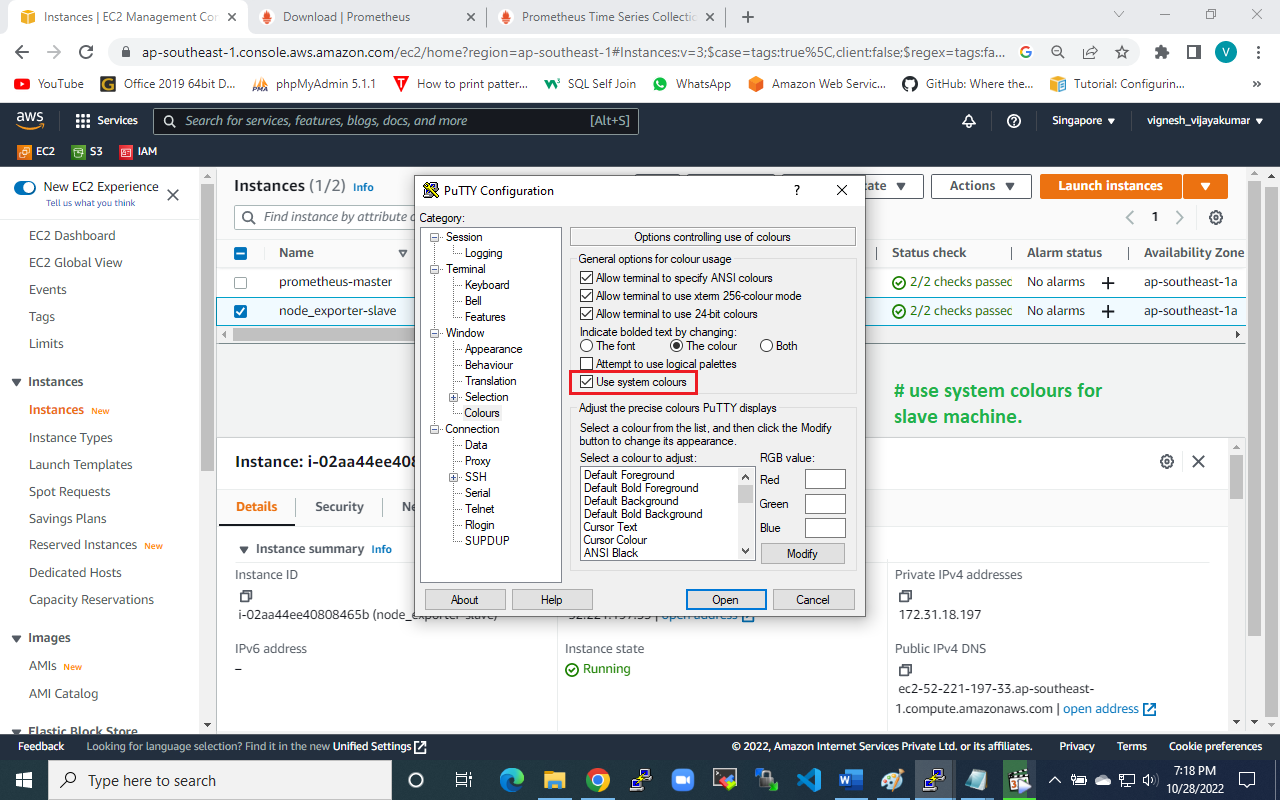 Instances | EC2 Management Cor
Download | Prometheus
Prometheus Time Series Collectio
ap-southeast-1.console.aws.amazon.com/ec2/home?region=ap-southeast-1#Instances:v=3;$case=tags:true%5C,client:false;$regex=tags:fa...
V
YouTube
Office 2019 64bit D...
phpMyAdmin 5.1.1
How to print patter...
SQL Self Join
WhatsApp
Amazon Web Servic...
GitHub: Where the...
Tutorial: Configurin...
aws
Services
Search for services, features, blogs, docs, and more
[Alt+S]
Singapore
vignesh_vijayakumar
EC2
S3
IAM
New EC2 Experience
Tell us what you think
EC2 Dashboard
EC2 Global View
Events
Tags
Limits
Instances
Instances New
Instance Types
Launch Templates
Spot Requests
Savings Plans
Reserved Instances New
Dedicated Hosts
Capacity Reservations
Images
AMIs New
AMI Catalog
Elastic Block Store
Instances (1/2) Info
Actions
Launch instances
Find instance by attribute
1
Name
Status check
Alarm status
Availability Zone
prometheus-master
2/2 checks passed
No alarms
ap-southeast-1a
node_exporter-slave
2/2 checks passed
No alarms
ap-southeast-1a
# use system colours for
slave machine.
PuTTY Configuration
?
Category:
Session
Logging
Terminal
Keyboard
Bell
Features
Window
Appearance
Behaviour
Translation
Selection
Colours
Connection
Data
Proxy
SSH
Serial
Telnet
Rlogin
SUPDUP
Options controlling use of colours
General options for colour usage
Allow terminal to specify ANSI colours
Allow terminal to use xterm 256-colour mode
Allow terminal to use 24-bit colours
Indicate bolded text by changing:
The font
The colour
Both
Attempt to use logical palettes
Use system colours
Adjust the precise colours PuTTY displays
Select a colour from the list, and then click the Modify
button to change its appearance.
Select a colour to adjust:
RGB value:
Default Foreground
Default Bold Foreground
Default Background
Default Bold Background
Cursor Text
Cursor Colour
ANSI Black
Red
Green
Blue
Modify
About
Help
Open
Cancel
Instance: i-02aa44ee408
Details
Security
Instance summary Info
Instance ID
i-02aa44ee40808465b (node_exporter-slave)
open address
Private IPv4 addresses
172.31.18.197
IPv6 address
–
Instance state
Running
Public IPv4 DNS
ec2-52-221-197-33.ap-southeast-
1.compute.amazonaws.com | open address
Feedback
Looking for language selection? Find it in the new Unified Settings
© 2022, Amazon Internet Services Private Ltd. or its affiliates.
Privacy
Terms
Cookie preferences
Type here to search
7:18 PM
10/28/2022